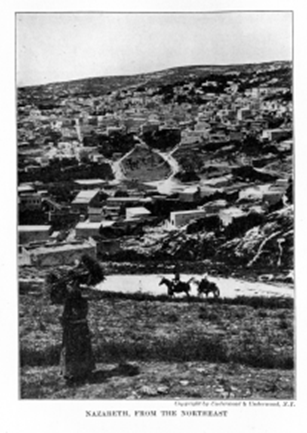 Copyright by Underwood & Underwood, N.Y.
NAZARETH, FROM THE NORTHEAST